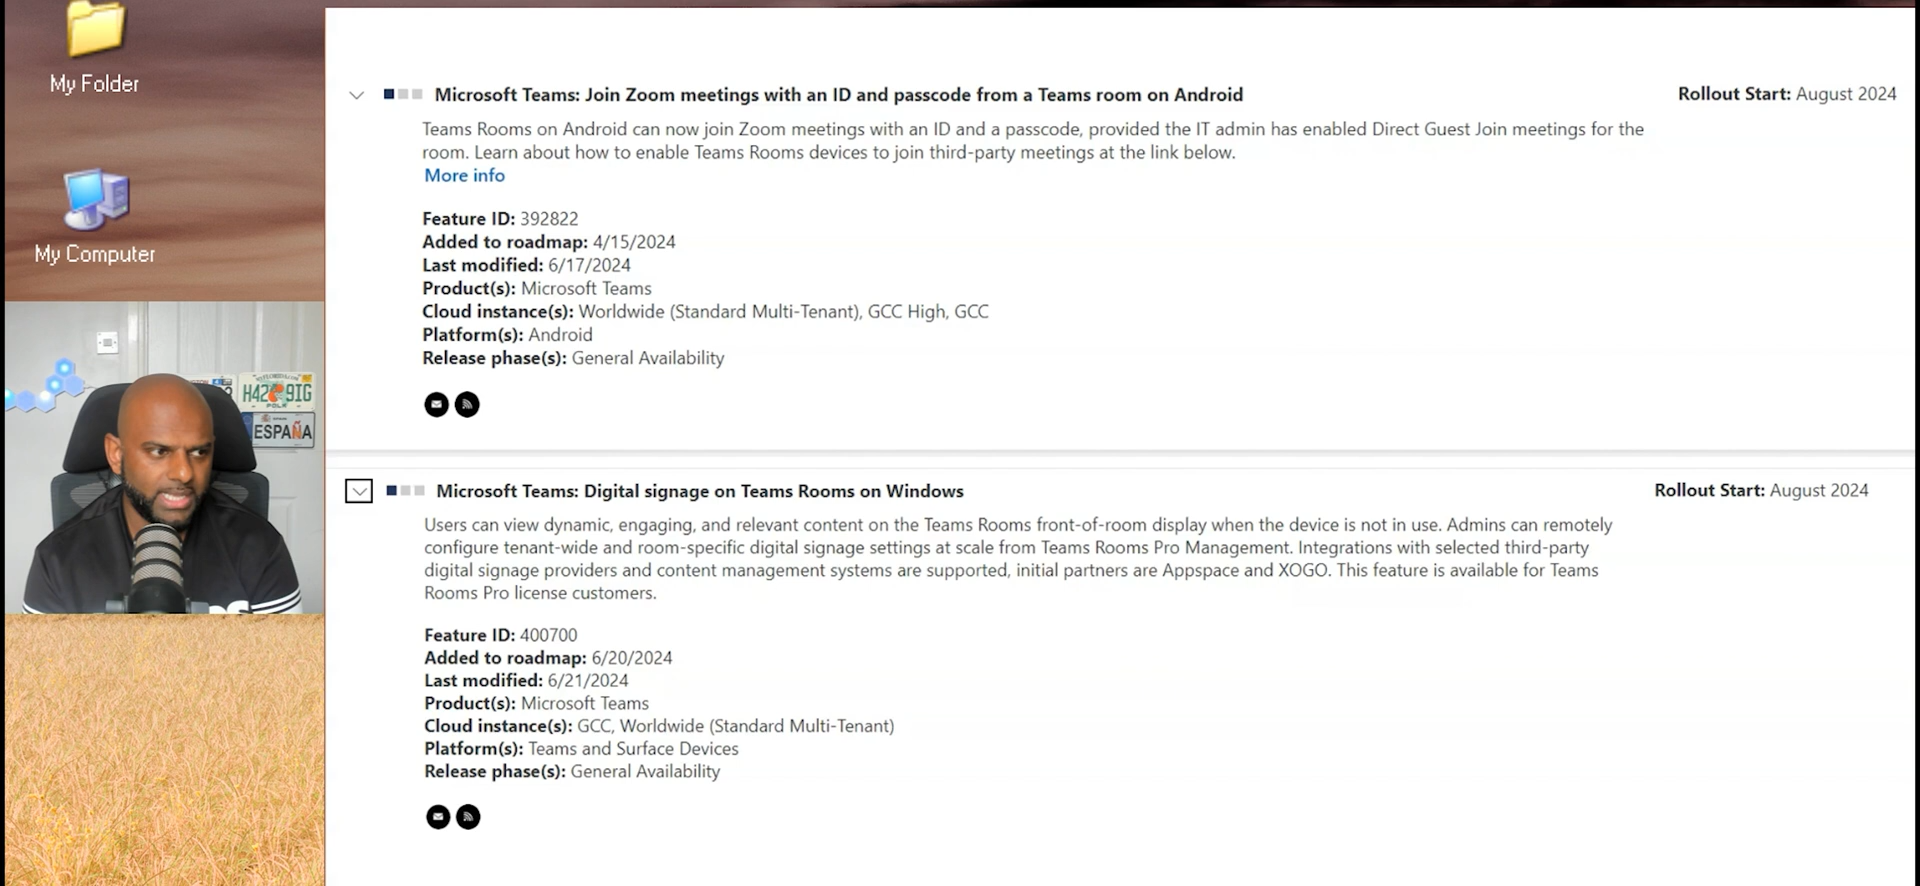 My Folder
My Computer
H42 9IG
POLK
ESPAÑA
Microsoft Teams: Join Zoom meetings with an ID and passcode from a Teams room on Android
Rollout Start: August 2024
Teams Rooms on Android can now join Zoom meetings with an ID and a passcode, provided the IT admin has enabled Direct Guest Join meetings for the
room. Learn about how to enable Teams Rooms devices to join third-party meetings at the link below.
More info
Feature ID: 392822
Added to roadmap: 4/15/2024
Last modified: 6/17/2024
Product(s): Microsoft Teams
Cloud instance(s): Worldwide (Standard Multi-Tenant), GCC High, GCC
Platform(s): Android
Release phase(s): General Availability
Microsoft Teams: Digital signage on Teams Rooms on Windows
Rollout Start: August 2024
Users can view dynamic, engaging, and relevant content on the Teams Rooms front-of-room display when the device is not in use. Admins can remotely
configure tenant-wide and room-specific digital signage settings at scale from Teams Rooms Pro Management. Integrations with selected third-party
digital signage providers and content management systems are supported, initial partners are Appspace and XOGO. This feature is available for Teams
Rooms Pro license customers.
Feature ID: 400700
Added to roadmap: 6/20/2024
Last modified: 6/21/2024
Product(s): Microsoft Teams
Cloud instance(s): GCC, Worldwide (Standard Multi-Tenant)
Platform(s): Teams and Surface Devices
Release phase(s): General Availability